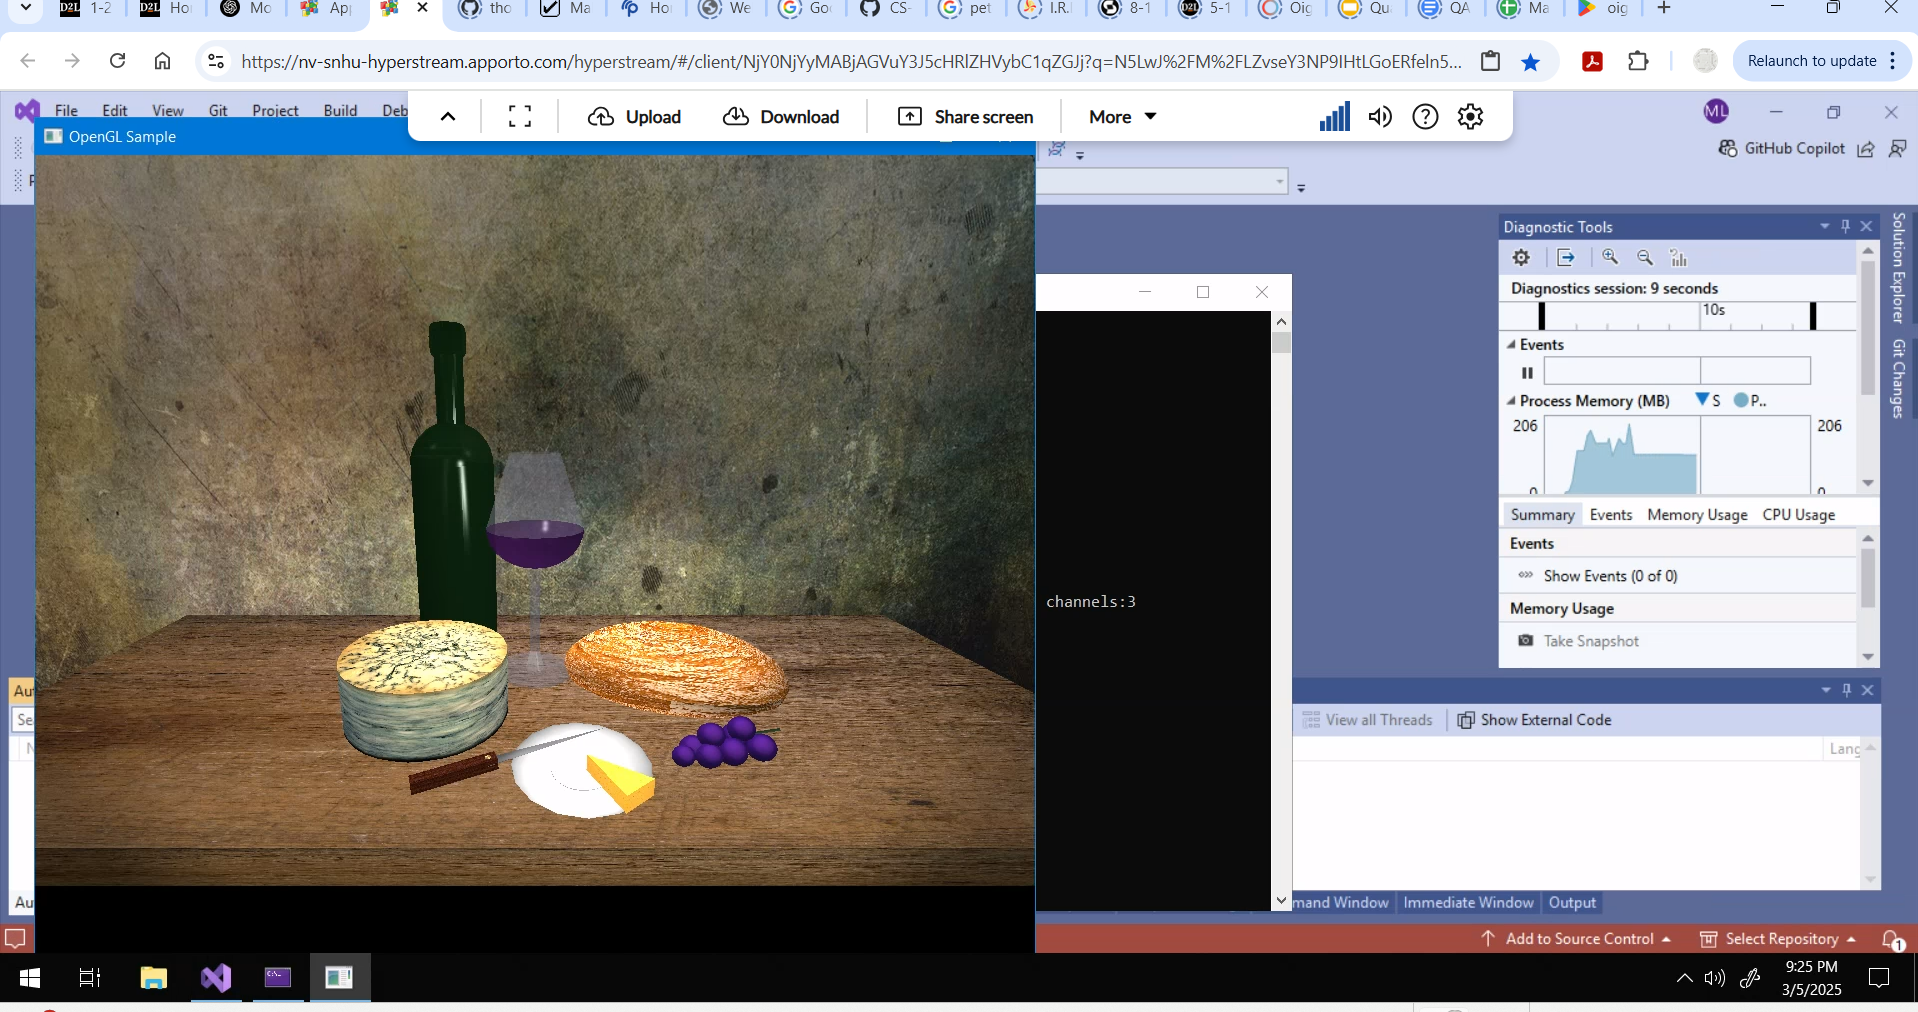 1-2
Ho
Mo
Ap
tho
Ma
Ho
We
Go
CS-
pet
I.R.
8-1
5-1
Oig
Qu
QA
Ma
oig
https://nv-snhu-hyperstream.apporto.com/hyperstream/#/client/NjY0NjYyMABjAGVuY3J5cHRlZHVybC1qZGJj?q=N5LwJ%2FM%2FLZvseY3NP9IHtLGoERfeln5...
Relaunch to update
File Edit View Git Project Build Deb
Upload Download Share screen More
ML
OpenGL Sample
GitHub Copilot
Diagnostic Tools
Solution Explorer
Git Changes
Diagnostics session: 9 seconds
10s
Events
Process Memory (MB) S P..
206 206
0 0
Summary Events Memory Usage CPU Usage
Events
Show Events (0 of 0)
Memory Usage
Take Snapshot
channels:3
Au
Se
View all Threads Show External Code
N
Lang
Au
mand Window Immediate Window Output
Add to Source Control Select Repository 1
9:25 PM
3/5/2025